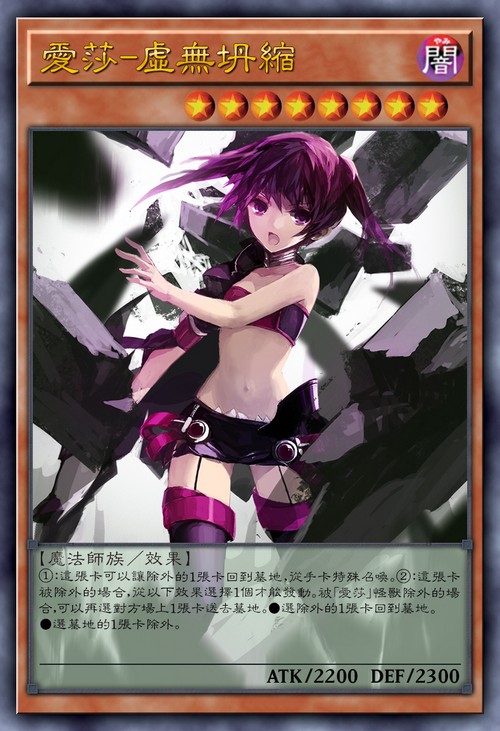 愛莎-虛無坍縮
やみ
闇
【魔法師族／效果】
①:這張卡可以讓除外的1張卡回到墓地,從手卡特殊召喚。②:這張卡
被除外的場合,從以下效果選擇1個才能發動。被「愛莎」怪獸除外的場
合,可以再選對方場上1張卡送去墓地。●選除外的1張卡回到墓地。
●選墓地的1張卡除外。
ATK/2200 DEF/2300